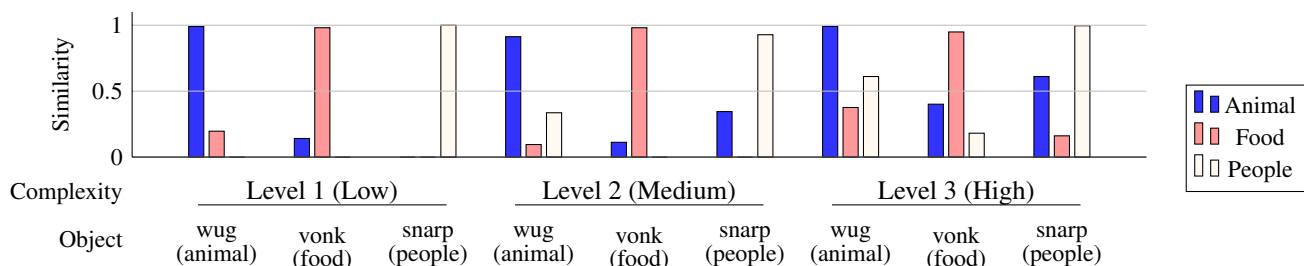 Similarity
1
0.5
0
Animal
Food
People
Complexity Level 1 (Low) Level 2 (Medium) Level 3 (High)
Object wug vonk snarp wug vonk snarp wug vonk snarp
(animal) (food) (people) (animal) (food) (people) (animal) (food) (people)